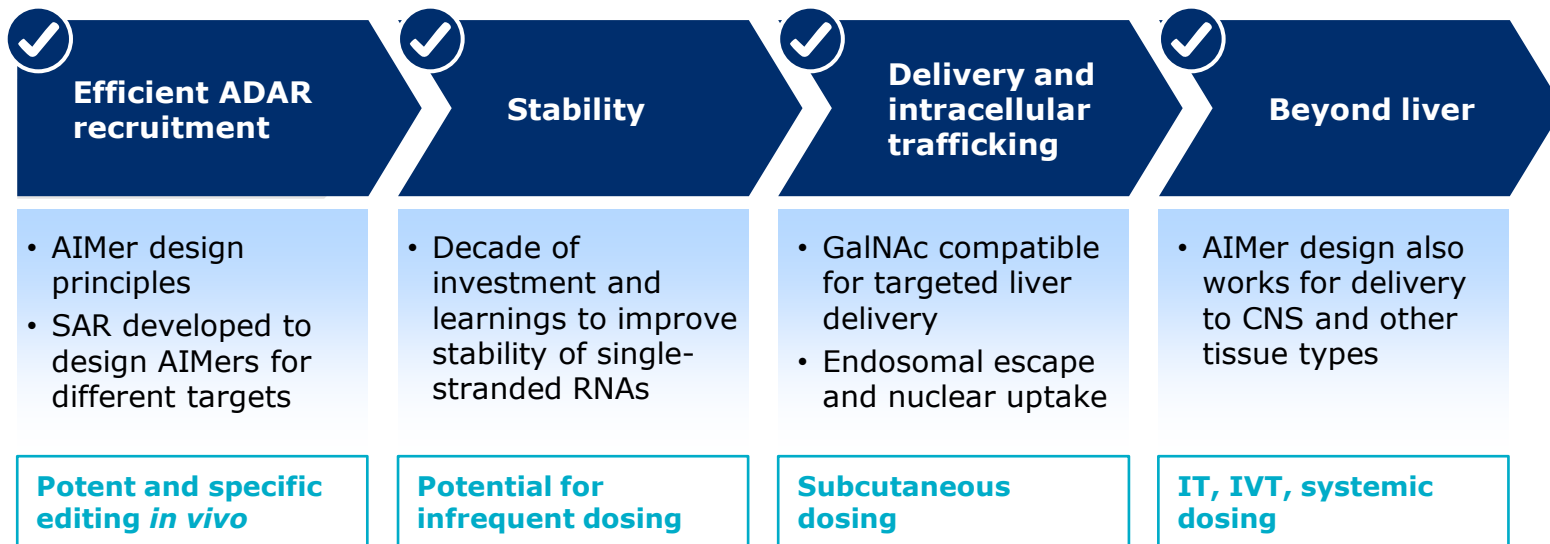 Efficient ADAR
recruitment
Stability
Delivery and
intracellular
trafficking
Beyond liver
• AIMer design
principles
• SAR developed to
design AIMers for
different targets
• Decade of
investment and
learnings to improve
stability of single-
stranded RNAs
• GalNAc compatible
for targeted liver
delivery
• Endosomal escape
and nuclear uptake
• AIMer design also
works for delivery
to CNS and other
tissue types
Potent and specific
editing in vivo
Potential for
infrequent dosing
Subcutaneous
dosing
IT, IVT, systemic
dosing